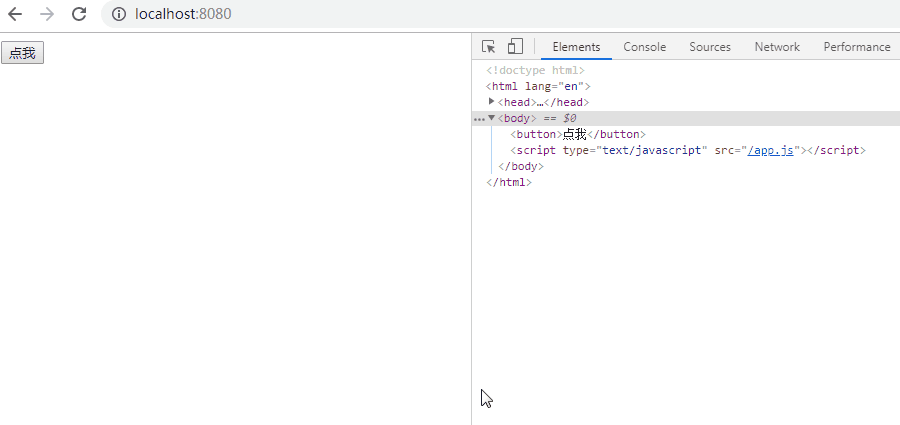 localhost:8080
点我
Elements Console Sources Network Performance
<!doctype html>
<html lang="en">
<head>…</head>
<body> == $0
<button>点我</button>
<script type="text/javascript" src="/app.js"></script>
</body>
</html>